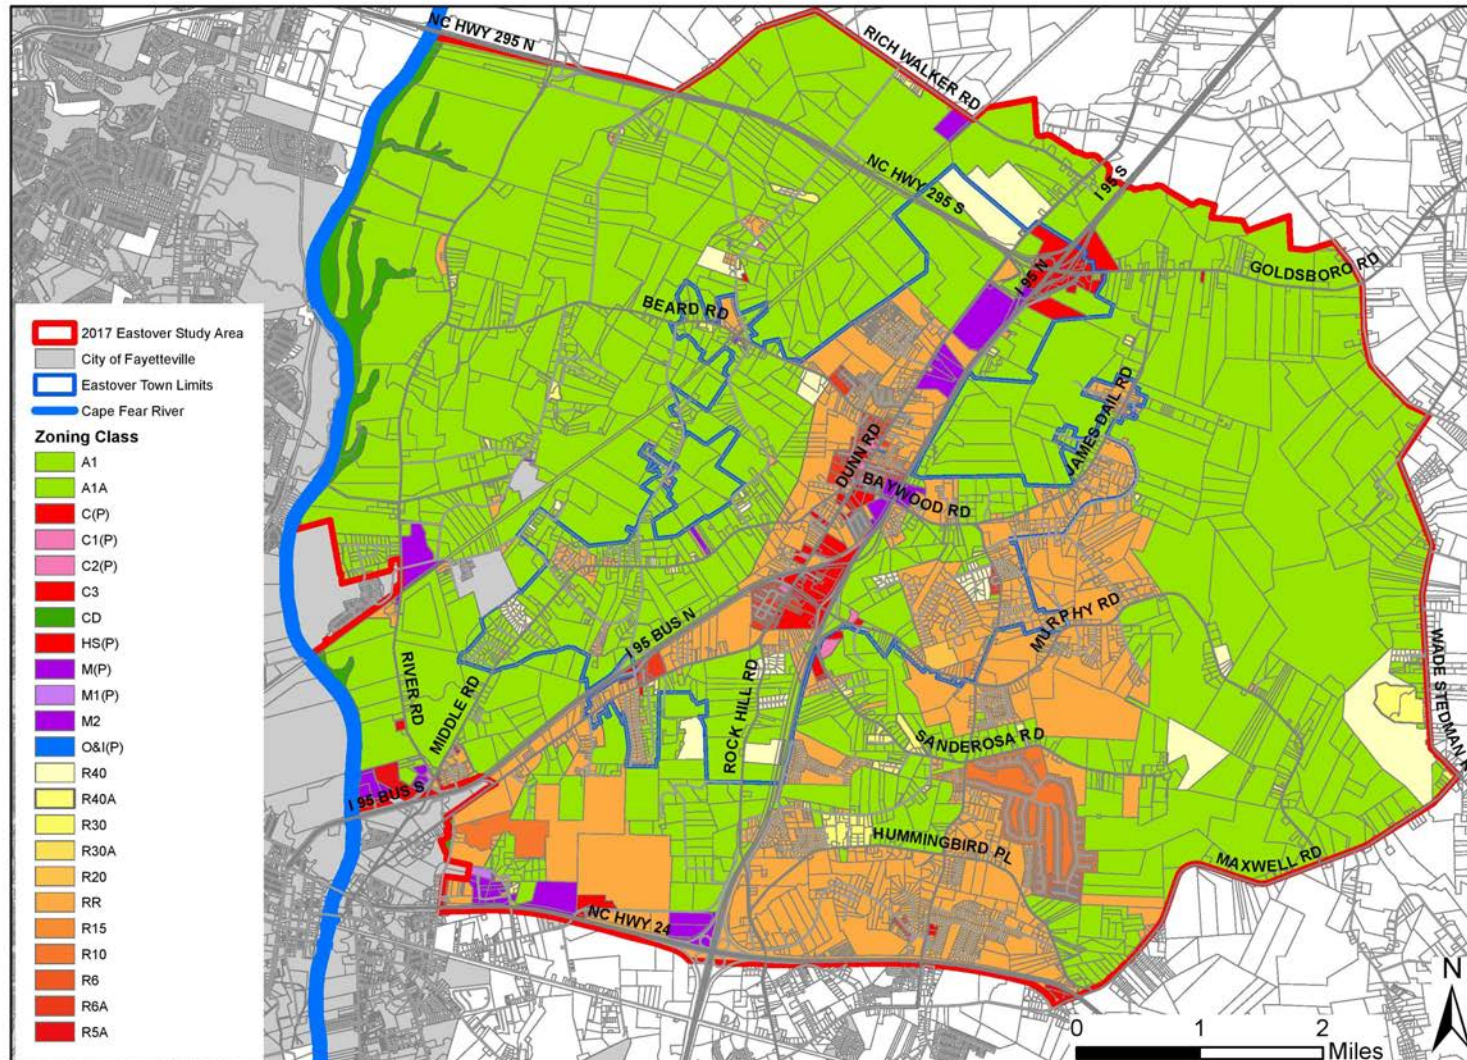 NC HWY 295 N
RICH WALKER RD
NC HWY 295 S
I 95 S
I 95 N
GOLDSBORO RD
BEARD RD
JAMES DAIL RD
DUNN RD
BAYWOOD RD
2017 Eastover Study Area
City of Fayetteville
Eastover Town Limits
Cape Fear River
Zoning Class
A1
A1A
C(P)
C1(P)
C2(P)
C3
CD
HS(P)
M(P)
M1(P)
M2
O&I(P)
R40
R40A
R30
R30A
R20
RR
R15
R10
R6
R6A
R5A
I 95 BUS N
MURPHY RD
RIVER RD
MIDDLE RD
ROCK HILL RD
SANDEROSA RD
WADE STEDMAN R
I 95 BUS S
HUMMINGBIRD PL
MAXWELL RD
NC HWY 24
N
0 1 2
Miles